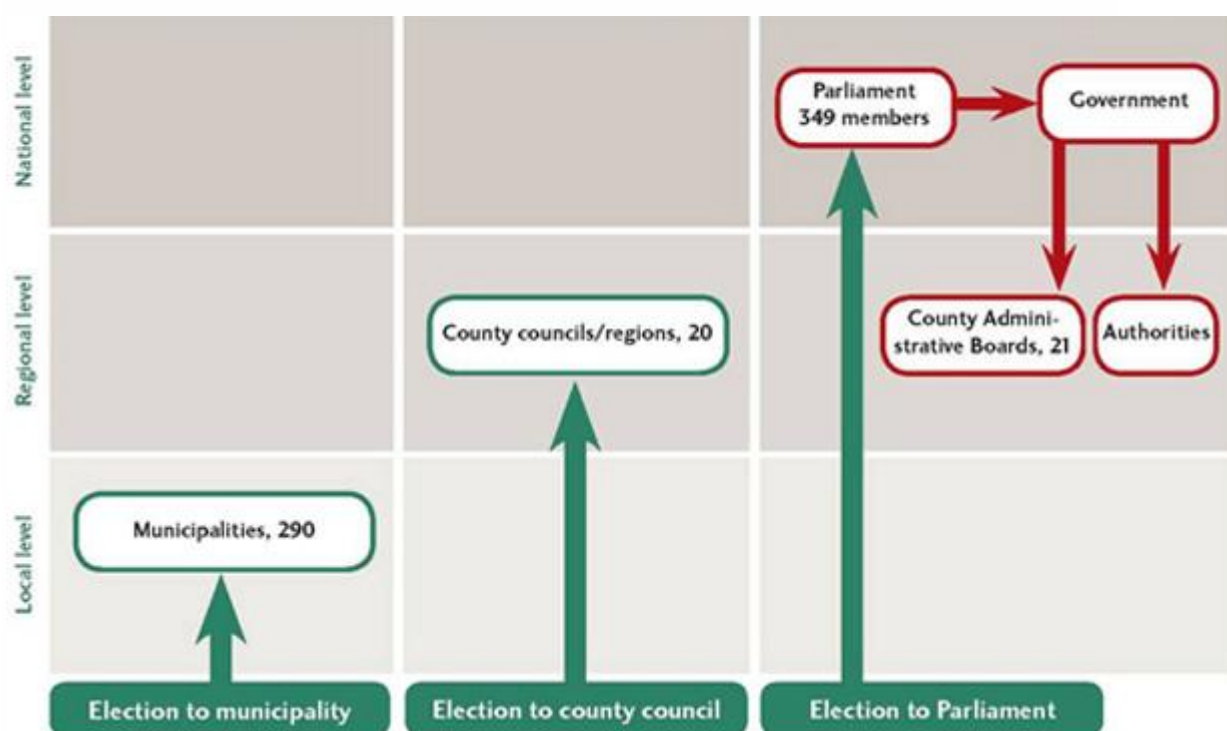 National level
Parliament
349 members
Government
Regional level
County councils/regions, 20
County Admini-
strative Boards, 21
Authorities
Local level
Municipalities, 290
Election to municipality
Election to county council
Election to Parliament